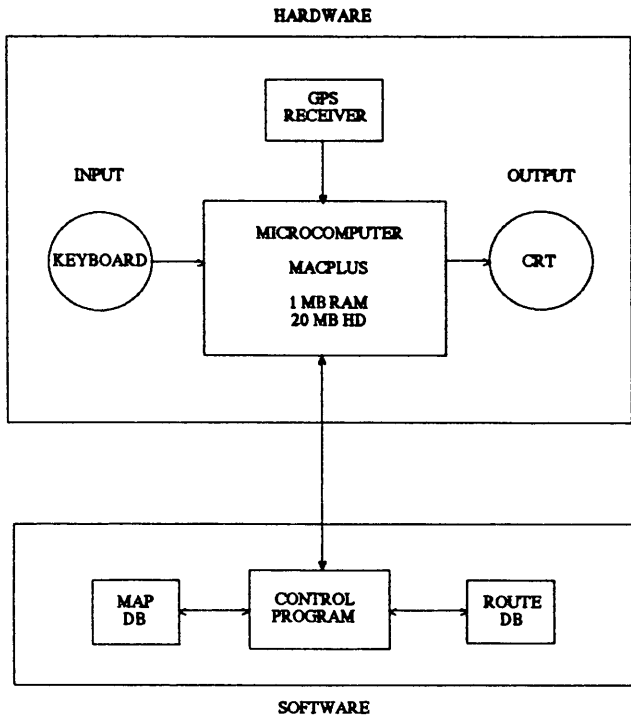 HARDWARE
GPS
RECEIVER
INPUT
OUTPUT
KEYBOARD
MICROCOMPUTER
MACPLUS
1 MB RAM
20 MB HD
CRT
MAP
DB
CONTROL
PROGRAM
ROUTE
DB
SOFTWARE